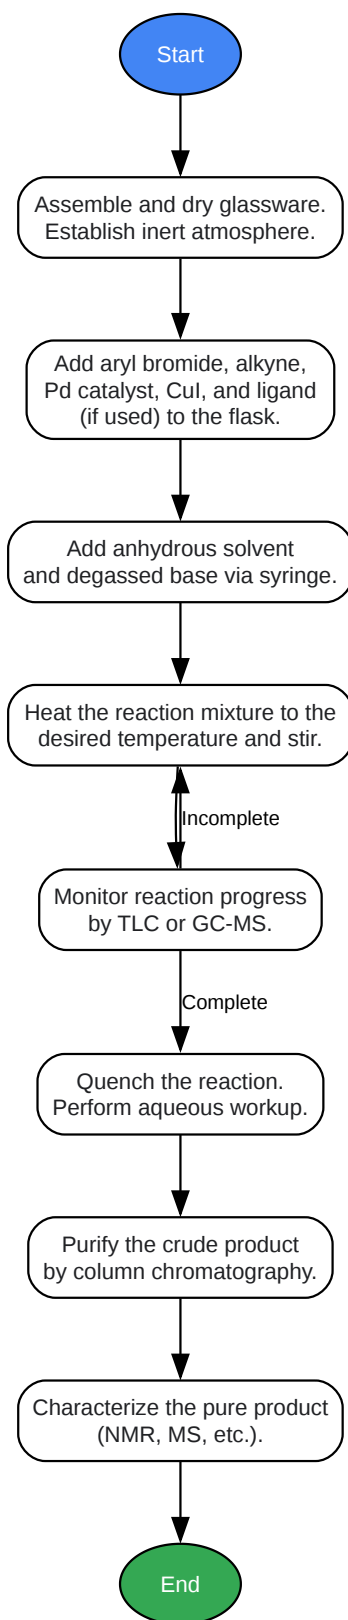 Start
Assemble and dry glassware.
Establish inert atmosphere.
Add aryl bromide, alkyne,
Pd catalyst, CuI, and ligand
(if used) to the flask.
Add anhydrous solvent
and degassed base via syringe.
Heat the reaction mixture to the
desired temperature and stir.
Incomplete
Monitor reaction progress
by TLC or GC-MS.
Complete
Quench the reaction.
Perform aqueous workup.
Purify the crude product
by column chromatography.
Characterize the pure product
(NMR, MS, etc.).
End